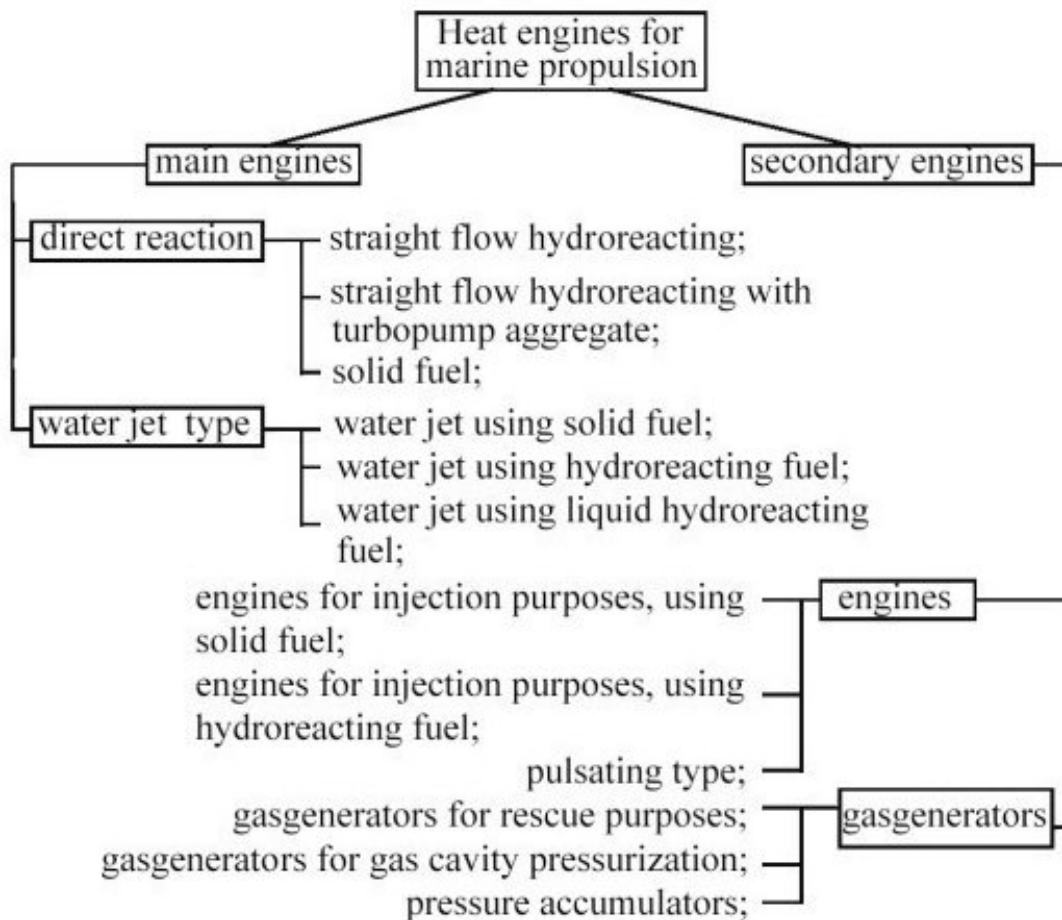 Heat engines for
marine propulsion
main engines
secondary engines
direct reaction
straight flow hydroreacting;
straight flow hydroreacting with
turbopump aggregate;
solid fuel;
water jet type
water jet using solid fuel;
water jet using hydroreacting fuel;
water jet using liquid hydroreacting
fuel;
engines for injection purposes, using
solid fuel;
engines
engines for injection purposes, using
hydroreacting fuel;
pulsating type;
gasgenerators for rescue purposes;
gasgenerators
gasgenerators for gas cavity pressurization;
pressure accumulators;